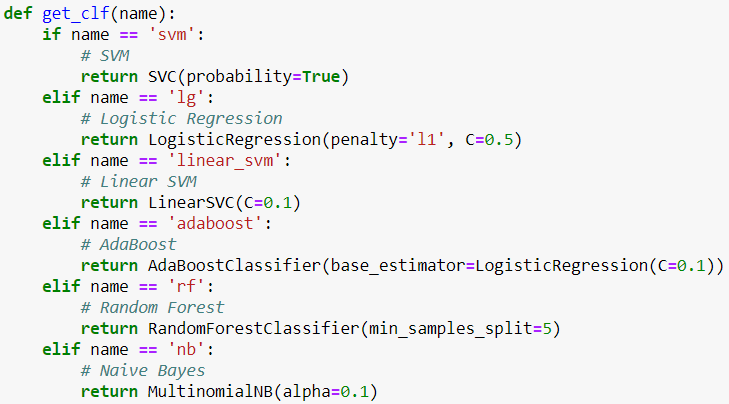 def get_clf(name):
    if name == 'svm':
        # SVM
        return SVC(probability=True)
    elif name == 'lg':
        # Logistic Regression
        return LogisticRegression(penalty='l1', C=0.5)
    elif name == 'linear_svm':
        # Linear SVM
        return LinearSVC(C=0.1)
    elif name == 'adaboost':
        # AdaBoost
        return AdaBoostClassifier(base_estimator=LogisticRegression(C=0.1))
    elif name == 'rf':
        # Random Forest
        return RandomForestClassifier(min_samples_split=5)
    elif name == 'nb':
        # Naive Bayes
        return MultinomialNB(alpha=0.1)